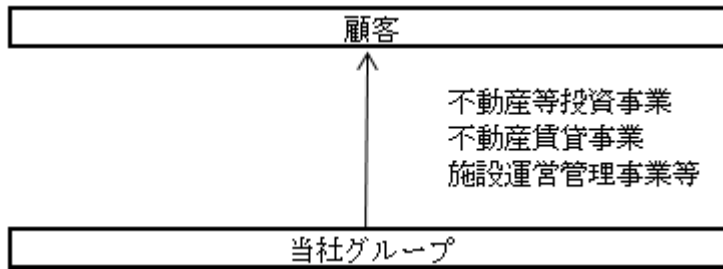 顧客
不動産等投資事業
不動産賃貸事業
施設運営管理事業等
当社グループ